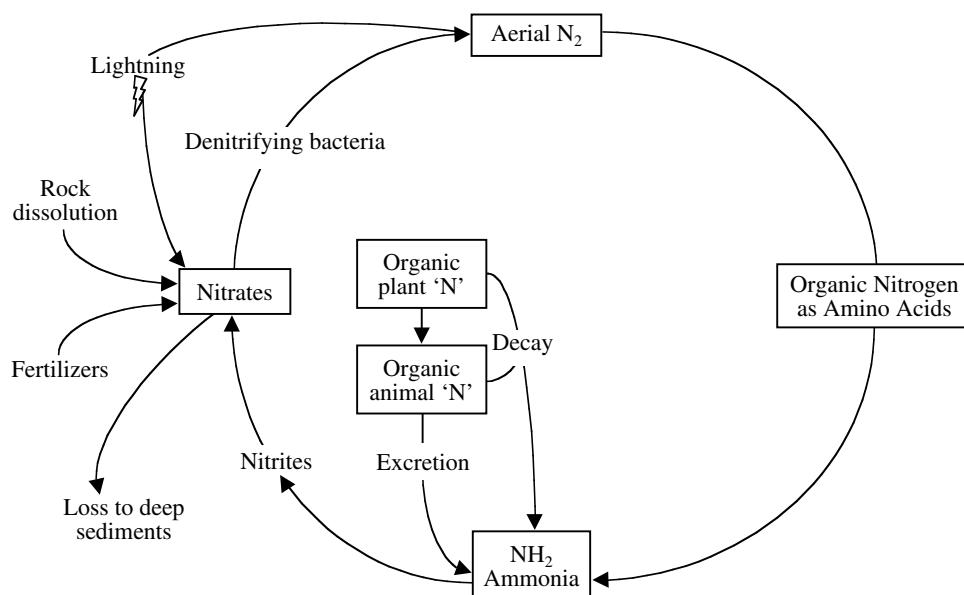 Aerial N₂
Lightning
Denitrifying bacteria
Rock
dissolution
Organic
plant ‘N’
Organic Nitrogen
as Amino Acids
Nitrates
Decay
Fertilizers
Organic
animal ‘N’
Nitrites
Excretion
Loss to deep
sediments
NH₂
Ammonia